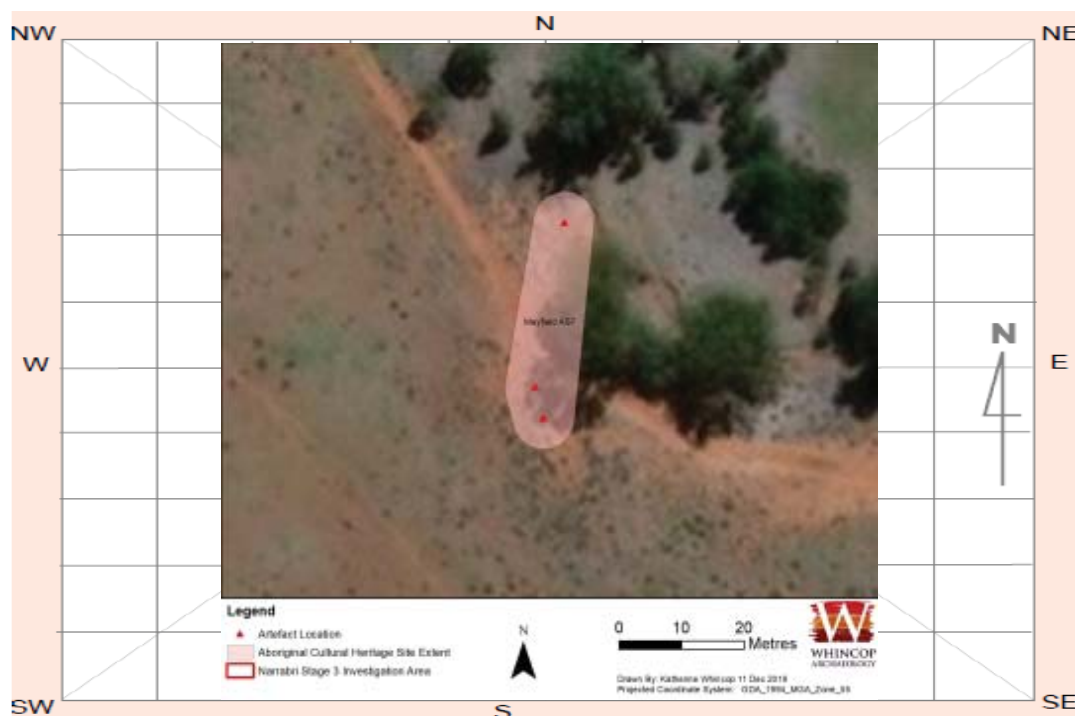 NW N NE
Mayfield AS7
W E
N
Legend
Artefact Location
Aboriginal Cultural Heritage Site Extent
Narrabri Stage 3 Investigation Area
N
0 10 20
Metres
W
WHINCOP
ARCHAEOLOGY
Drawn By: Katherine Whincop 11 Dec 2019
Projected Coordinate System: GDA_1994_MGA_Zone_55
SW S SE